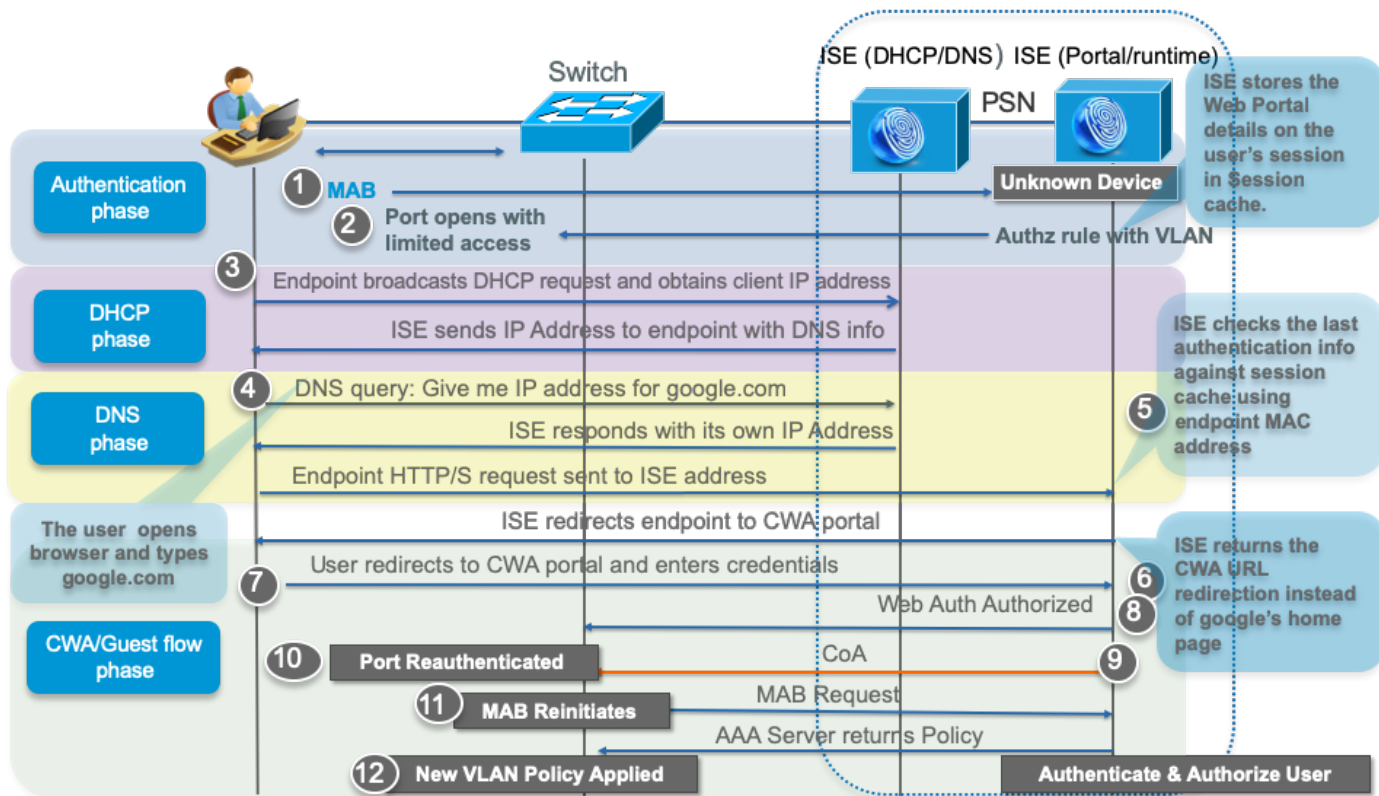 ISE (DHCP/DNS)
ISE (Portal/runtime)
Switch
PSN
ISE stores the
Web Portal
details on the
user's session
in Session
cache.
Authentication
phase
1
MAB
Unknown Device
2
Port opens with
limited access
Authz rule with VLAN
3
Endpoint broadcasts DHCP request and obtains client IP address
DHCP
phase
ISE sends IP Address to endpoint with DNS info
ISE checks the last
authentication info
against session
cache using
endpoint MAC
address
4
DNS query: Give me IP address for google.com
5
DNS
phase
ISE responds with its own IP Address
Endpoint HTTP/S request sent to ISE address
The user opens
browser and types
google.com
ISE redirects endpoint to CWA portal
ISE returns the
CWA URL
redirection instead
of google's home
page
6
7
User redirects to CWA portal and enters credentials
8
Web Auth Authorized
CWA/Guest flow
phase
9
CoA
10
Port Reauthenticated
11
MAB Reinitiates
MAB Request
AAA Server returns Policy
12
New VLAN Policy Applied
Authenticate & Authorize User